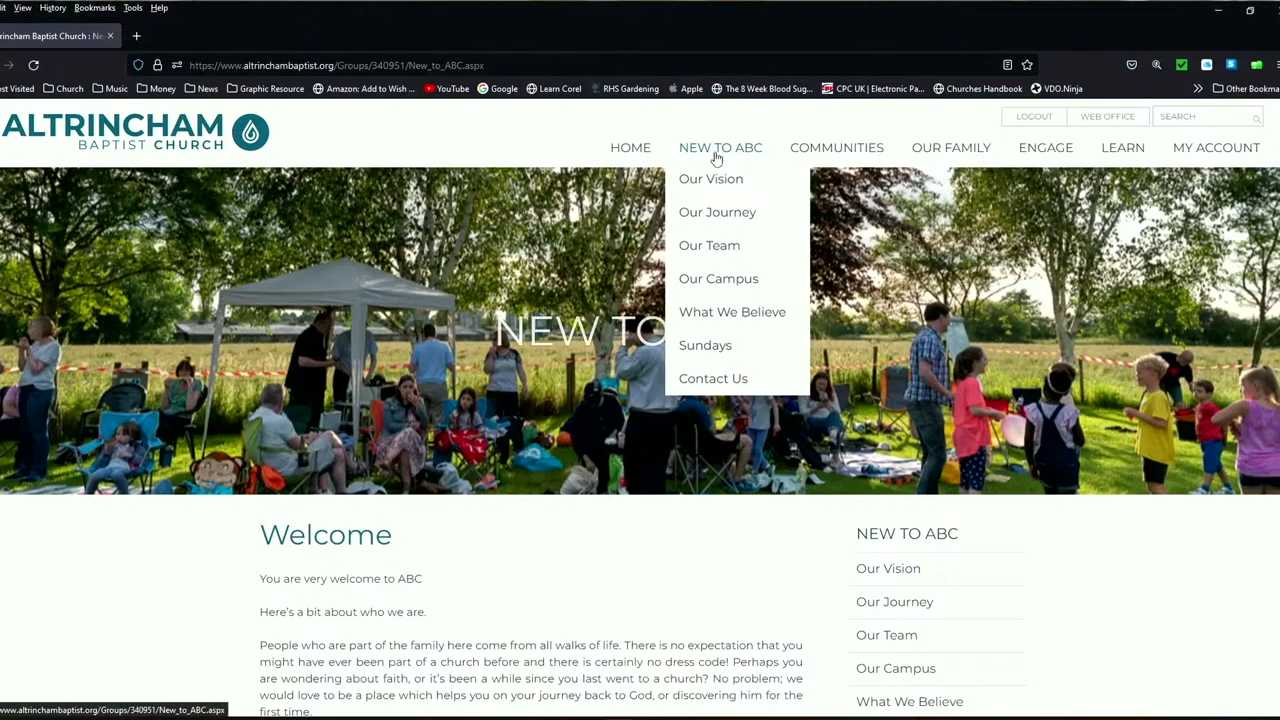 View History Bookmarks Tools Help
rincham Baptist Church : Ne
https://www.altrinchambaptist.org/Groups/340951/New_to_ABC.aspx
ost Visited Church Music Money News Graphic Resource Amazon: Add to Wish ... YouTube Google Learn Corel RHS Gardening Apple The 8 Week Blood Sug... CPC UK | Electronic Pa... Churches Handbook VDO.Ninja Other Bookma
LOGOUT WEB OFFICE SEARCH
ALTRINCHAM
BAPTIST CHURCH
HOME NEW TO ABC COMMUNITIES OUR FAMILY ENGAGE LEARN MY ACCOUNT
Our Vision
Our Journey
Our Team
Our Campus
What We Believe
Sundays
Contact Us
NEW TO
Welcome
You are very welcome to ABC
Here's a bit about who we are.
People who are part of the family here come from all walks of life. There is no expectation that you
might have ever been part of a church before and there is certainly no dress code! Perhaps you
are wondering about faith, or it's been a while since you last went to a church? No problem; we
would love to be a place which helps you on your journey back to God, or discovering him for the
first time.
NEW TO ABC
Our Vision
Our Journey
Our Team
Our Campus
What We Believe
www.altrinchambaptist.org/Groups/340951/New_to_ABC.aspx